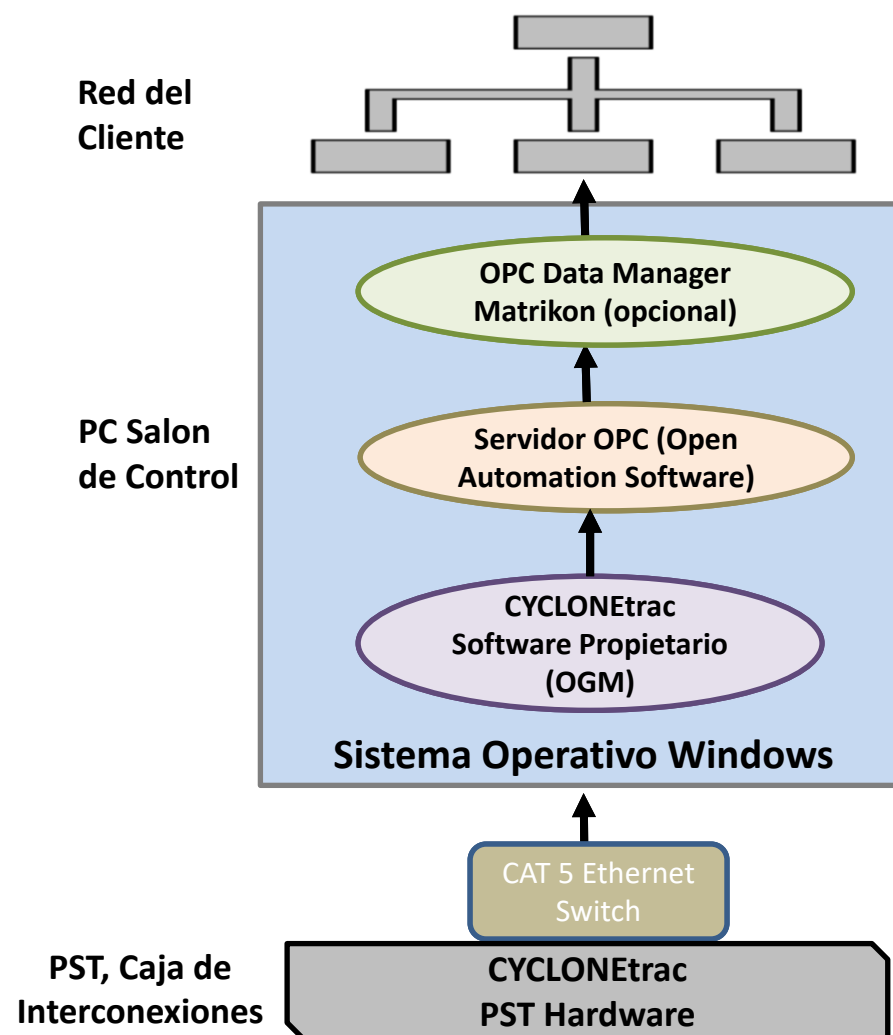 Red del
Cliente
OPC Data Manager
Matrikon (opcional)
PC Salon
de Control
Servidor OPC (Open
Automation Software)
CYCLONEtrac
Software Propietario
(OGM)
Sistema Operativo Windows
CAT 5 Ethernet
Switch
PST, Caja de
Interconexiones
CYCLONEtrac
PST Hardware